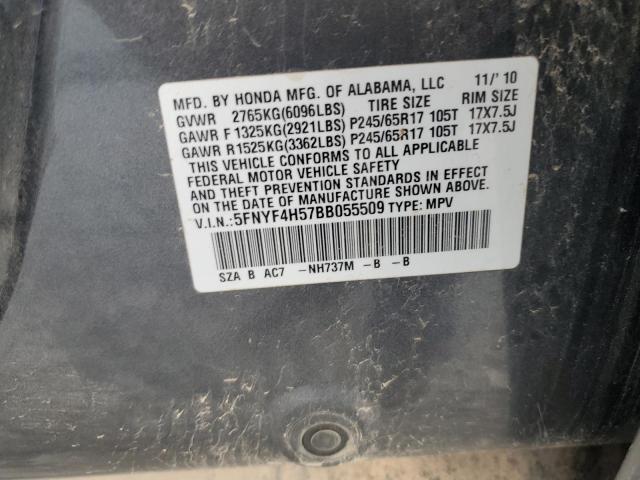 MFD. BY HONDA MFG. OF ALABAMA, LLC 11/'10
GVWR 2765KG(6096LBS) TIRE SIZE RIM SIZE
GAWR F 1325KG(2921LBS) P245/65R17 105T 17X7.5J
GAWR R1525KG(3362LBS) P245/65R17 105T 17X7.5J
THIS VEHICLE CONFORMS TO ALL APPLICABLE
FEDERAL MOTOR VEHICLE SAFETY
AND THEFT PREVENTION STANDARDS IN EFFECT
ON THE DATE OF MANUFACTURE SHOWN ABOVE.
V.I.N.:5FNYF4H57BB055509 TYPE: MPV
SZA B AC7 -NH737M -B -B